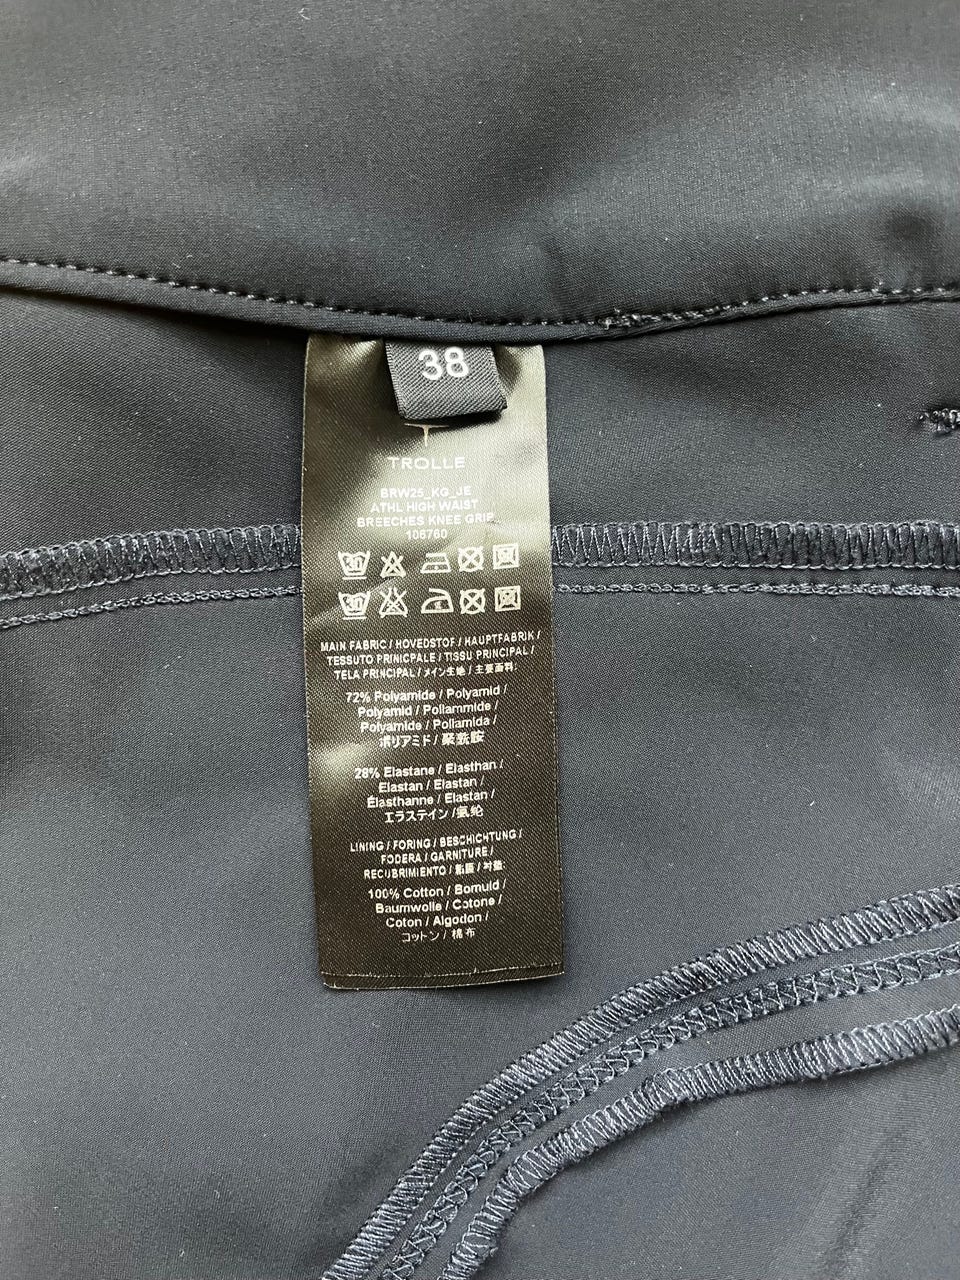 38
TROLLE
BRW25_KG_JE
ATHL HIGH WAIST
BREECHES KNEE GRIP
106760
30
30
MAIN FABRIC / HOVEDSTOF / HAUPTFABRIK /
TESSUTO PRINICPALE / TISSU PRINCIPAL /
TELA PRINCIPAL / メイン生地 / 主要面料:
72% Polyamide / Polyamid /
Polyamid / Poliammide /
Polyamide / Poliamida /
ポリアミド / 聚酰胺
28% Elastane / Elasthan /
Elastan / Elastan /
Élasthanne / Elastan /
エラステイン / 氨纶
LINING / FORING / BESCHICHTUNG /
FODERA / GARNITURE /
RECUBRIMIENTO / 衬垫:
100% Cotton / Bomuld /
Baumwolle / Cotone /
Coton / Algodon /
コットン / 棉布